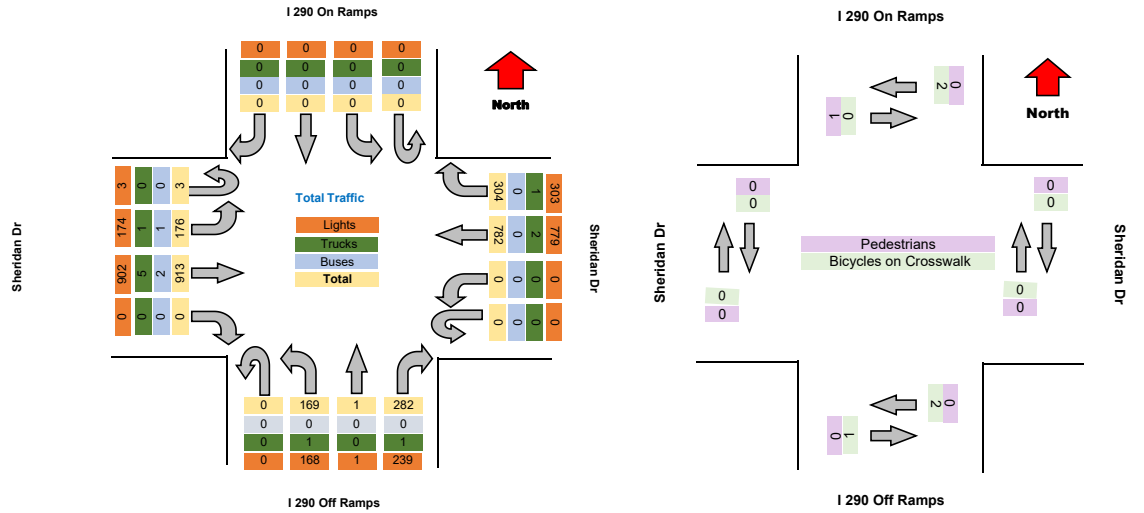 I 290 On Ramps
0 0 0 0
0 0 0 0
0 0 0 0
0 0 0 0
North
3 0 0 3
174 1 1 176
902 5 2 913
0 0 0 0
Sheridan Dr
Total Traffic
Lights
Trucks
Buses
Total
304 0 1 303
782 0 2 779
0 0 0 0
0 0 0 0
Sheridan Dr
0 169 1 282
0 0 0 0
0 1 0 1
0 168 1 239
I 290 Off Ramps
I 290 On Ramps
2 0
1 0
North
0
0
0
0
Sheridan Dr
Pedestrians
Bicycles on Crosswalk
0
0
0
0
Sheridan Dr
2 0
0 1
I 290 Off Ramps